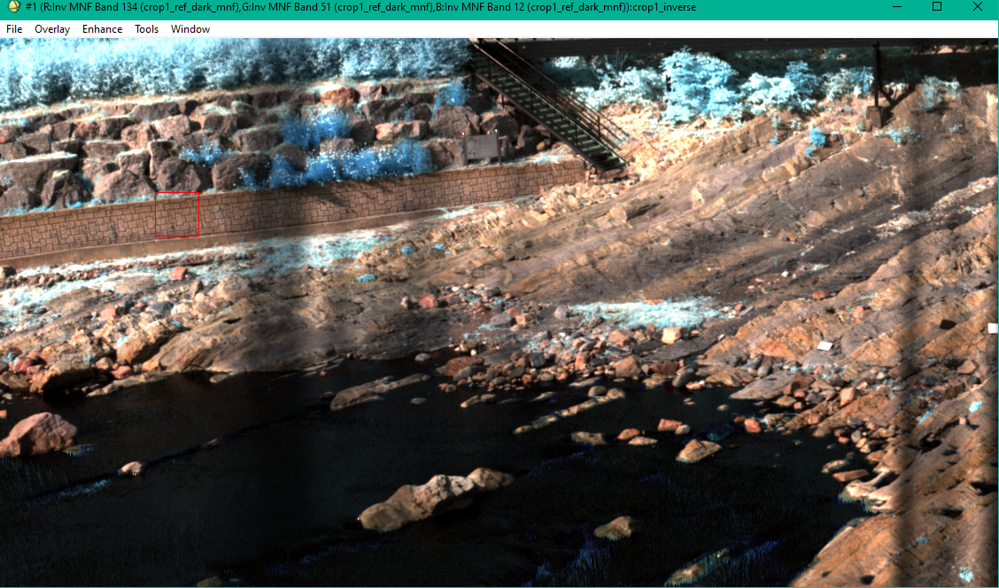 #1 (R:Inv MNF Band 134 (crop1_ref_dark_mnf),G:Inv MNF Band 51 (crop1_ref_dark_mnf),B:Inv MNF Band 12 (crop1_ref_dark_mnf)):crop1_inverse
File Overlay Enhance Tools Window